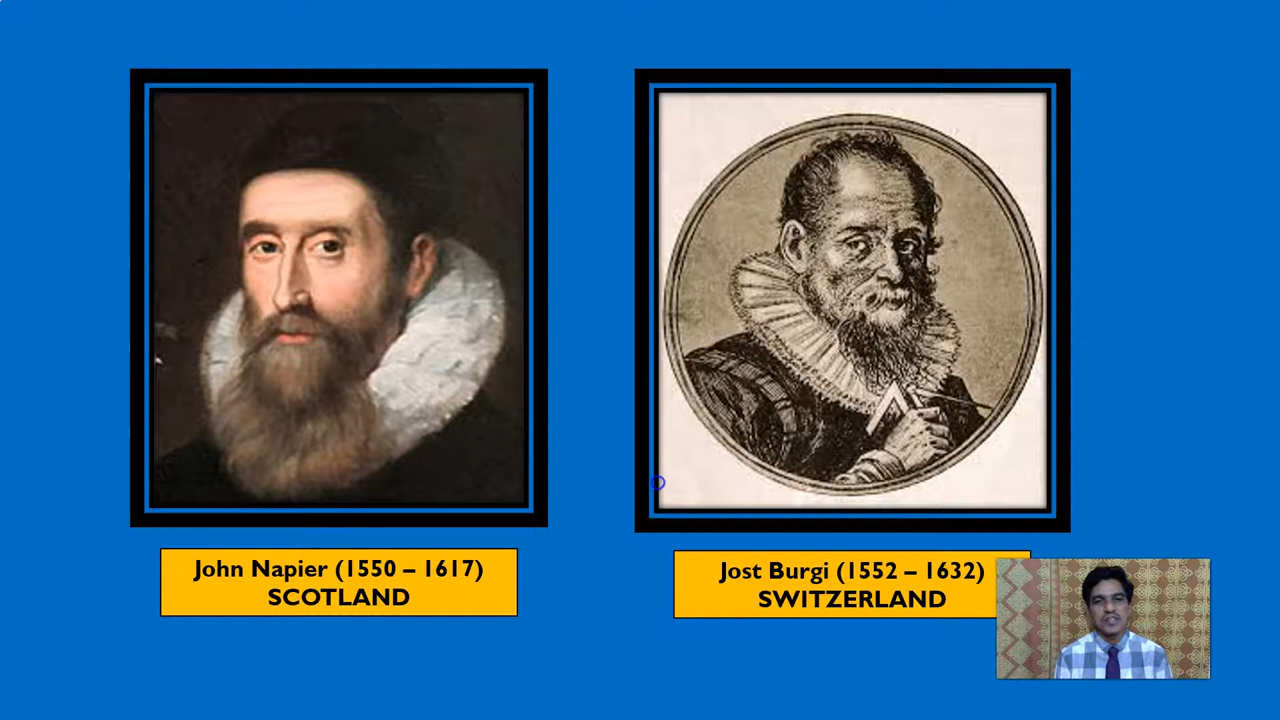 John Napier (1550 – 1617)
SCOTLAND
Jost Burgi (1552 – 1632)
SWITZERLAND